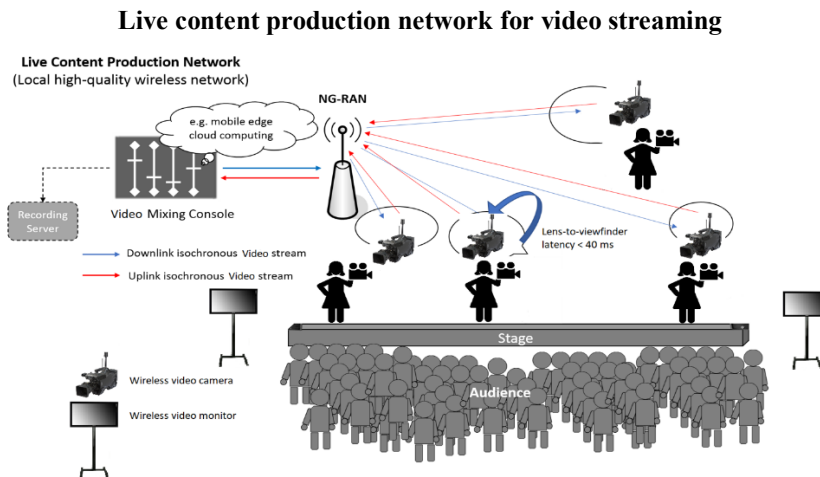 Live content production network for video streaming
Live Content Production Network
(Local high-quality wireless network)
NG-RAN
e.g. mobile edge
cloud computing
Recording
Server
Video Mixing Console
Lens-to-viewfinder
latency < 40 ms
Downlink isochronous Video stream
Uplink isochronous Video stream
Stage
Wireless video camera
Audience
Wireless video monitor